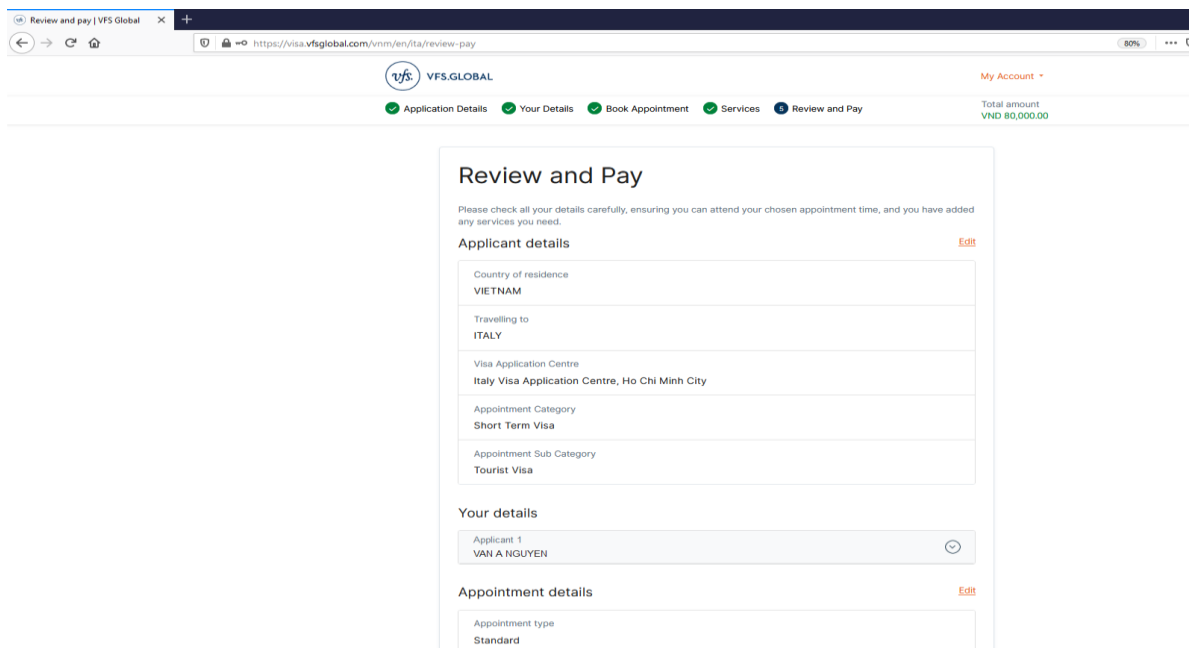 Review and pay | VFS Global
https://visa.vfsglobal.com/vnm/en/ita/review-pay
80%
vfs. VFS.GLOBAL
My Account
Application Details Your Details Book Appointment Services 5 Review and Pay
Total amount
VND 80,000.00
Review and Pay
Please check all your details carefully, ensuring you can attend your chosen appointment time, and you have added
any services you need.
Applicant details Edit
Country of residence
VIETNAM
Travelling to
ITALY
Visa Application Centre
Italy Visa Application Centre, Ho Chi Minh City
Appointment Category
Short Term Visa
Appointment Sub Category
Tourist Visa
Your details
Applicant 1
VAN A NGUYEN
Appointment details Edit
Appointment type
Standard